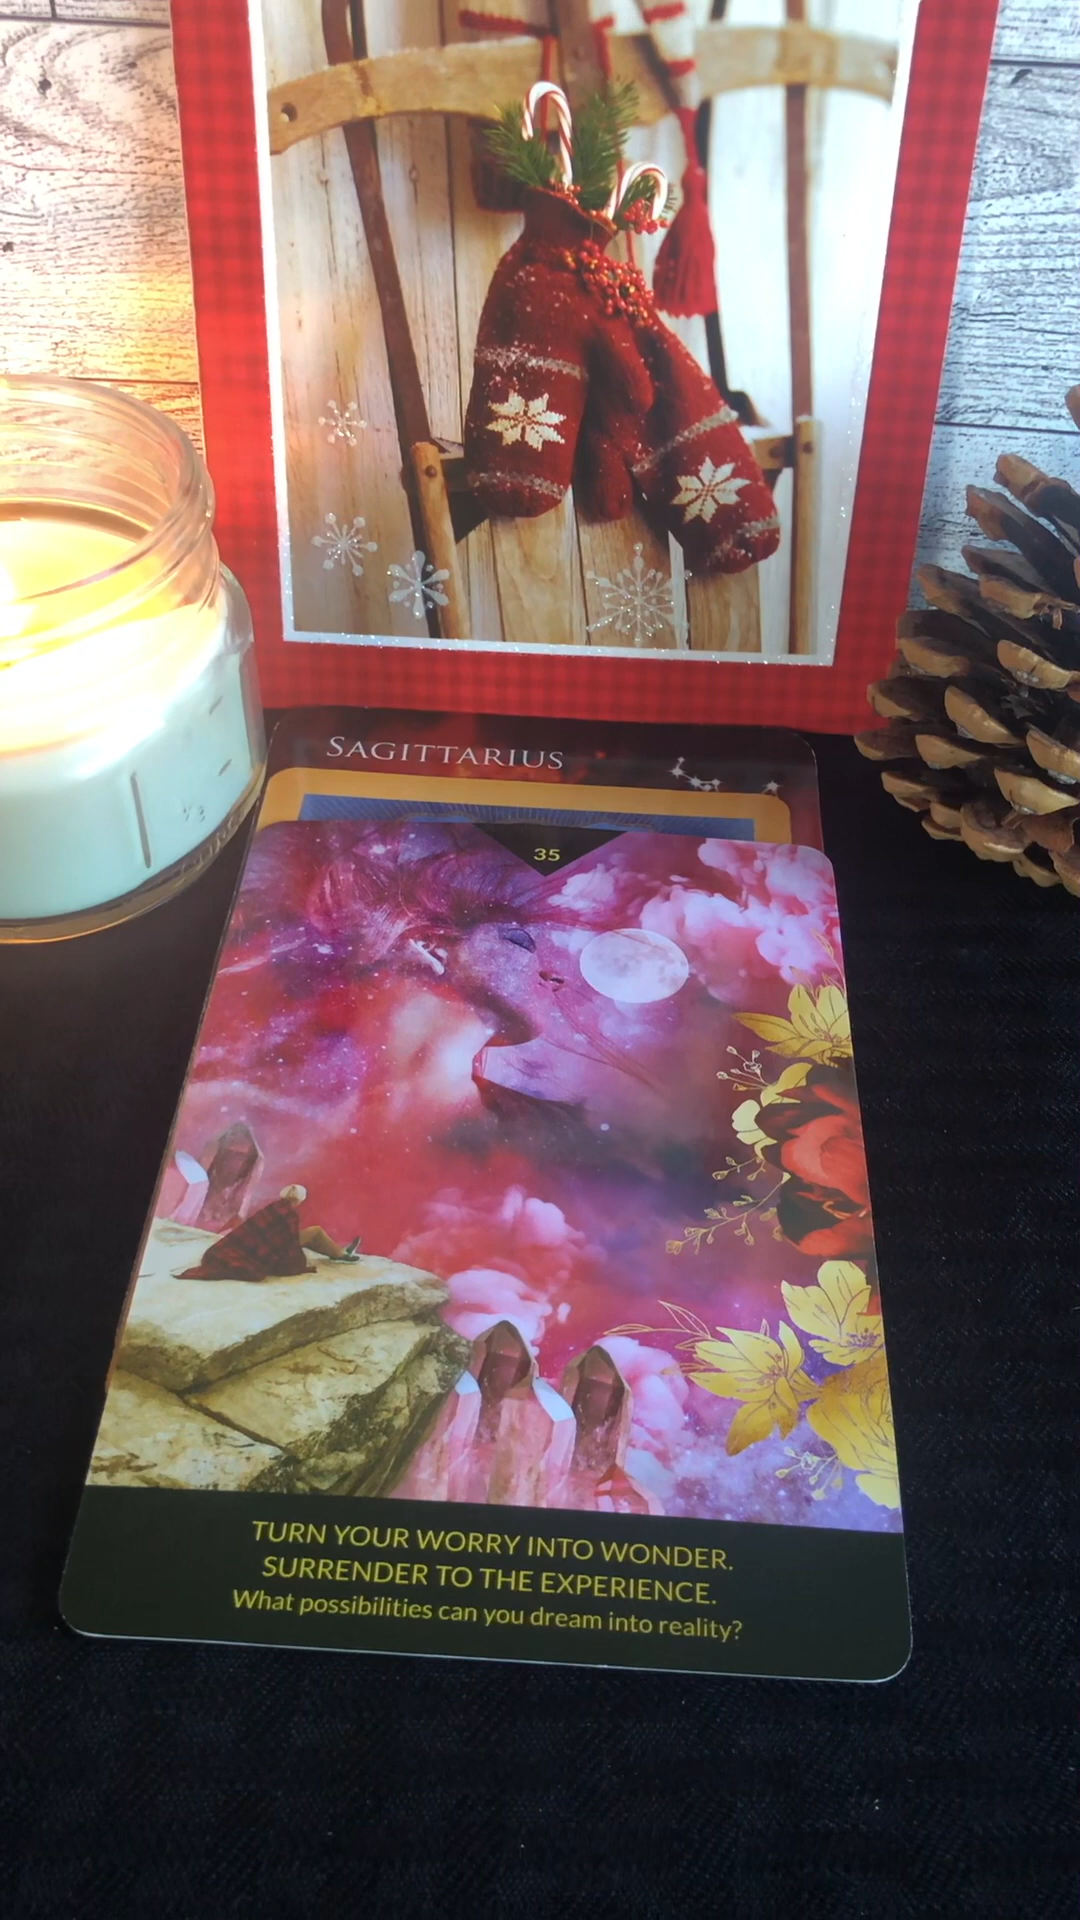 SAGITTARIUS
35
TURN YOUR WORRY INTO WONDER.
SURRENDER TO THE EXPERIENCE.
What possibilities can you dream into reality?